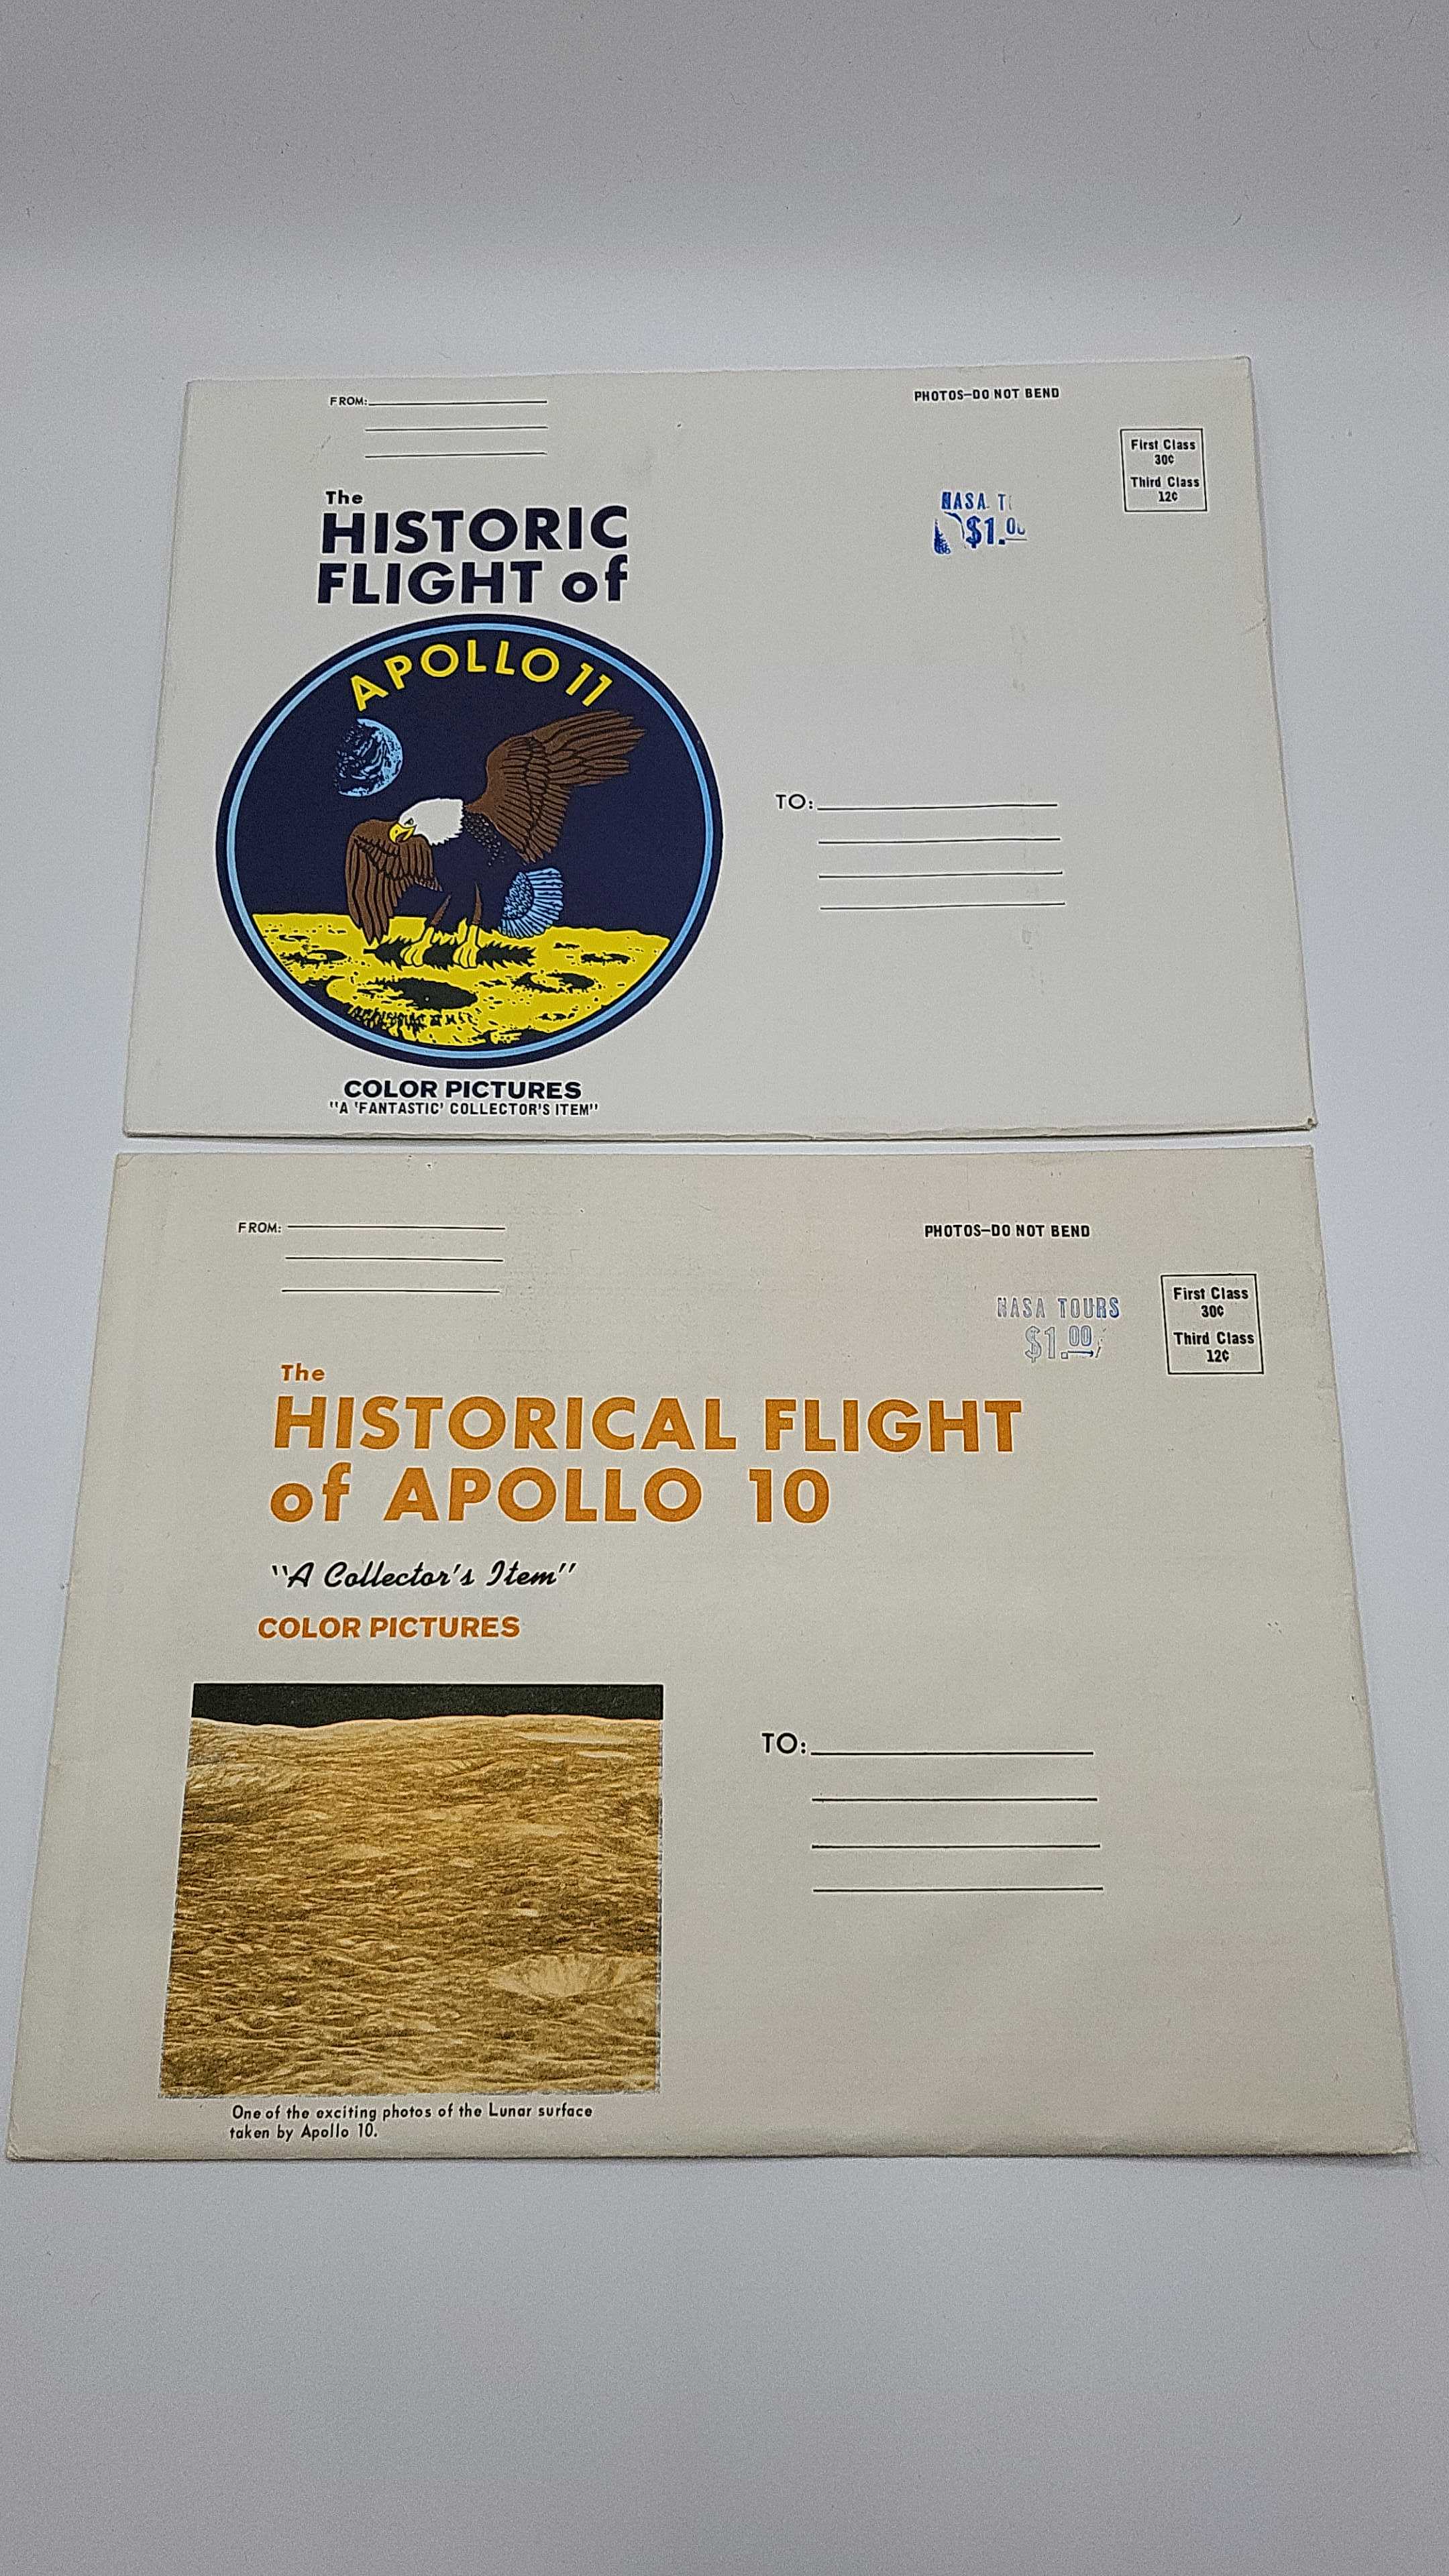 FROM:
PHOTOS—DO NOT BEND
First Class
30¢
Third Class
12¢
NASA T
$1.00
The
HISTORIC
FLIGHT of
APOLLO 11
TO:
COLOR PICTURES
"A 'FANTASTIC' COLLECTOR'S ITEM"
FROM:
PHOTOS—DO NOT BEND
First Class
30¢
Third Class
12¢
NASA TOURS
$1.00
The
HISTORICAL FLIGHT
of APOLLO 10
"A Collector's Item"
COLOR PICTURES
TO:
One of the exciting photos of the Lunar surface
taken by Apollo 10.